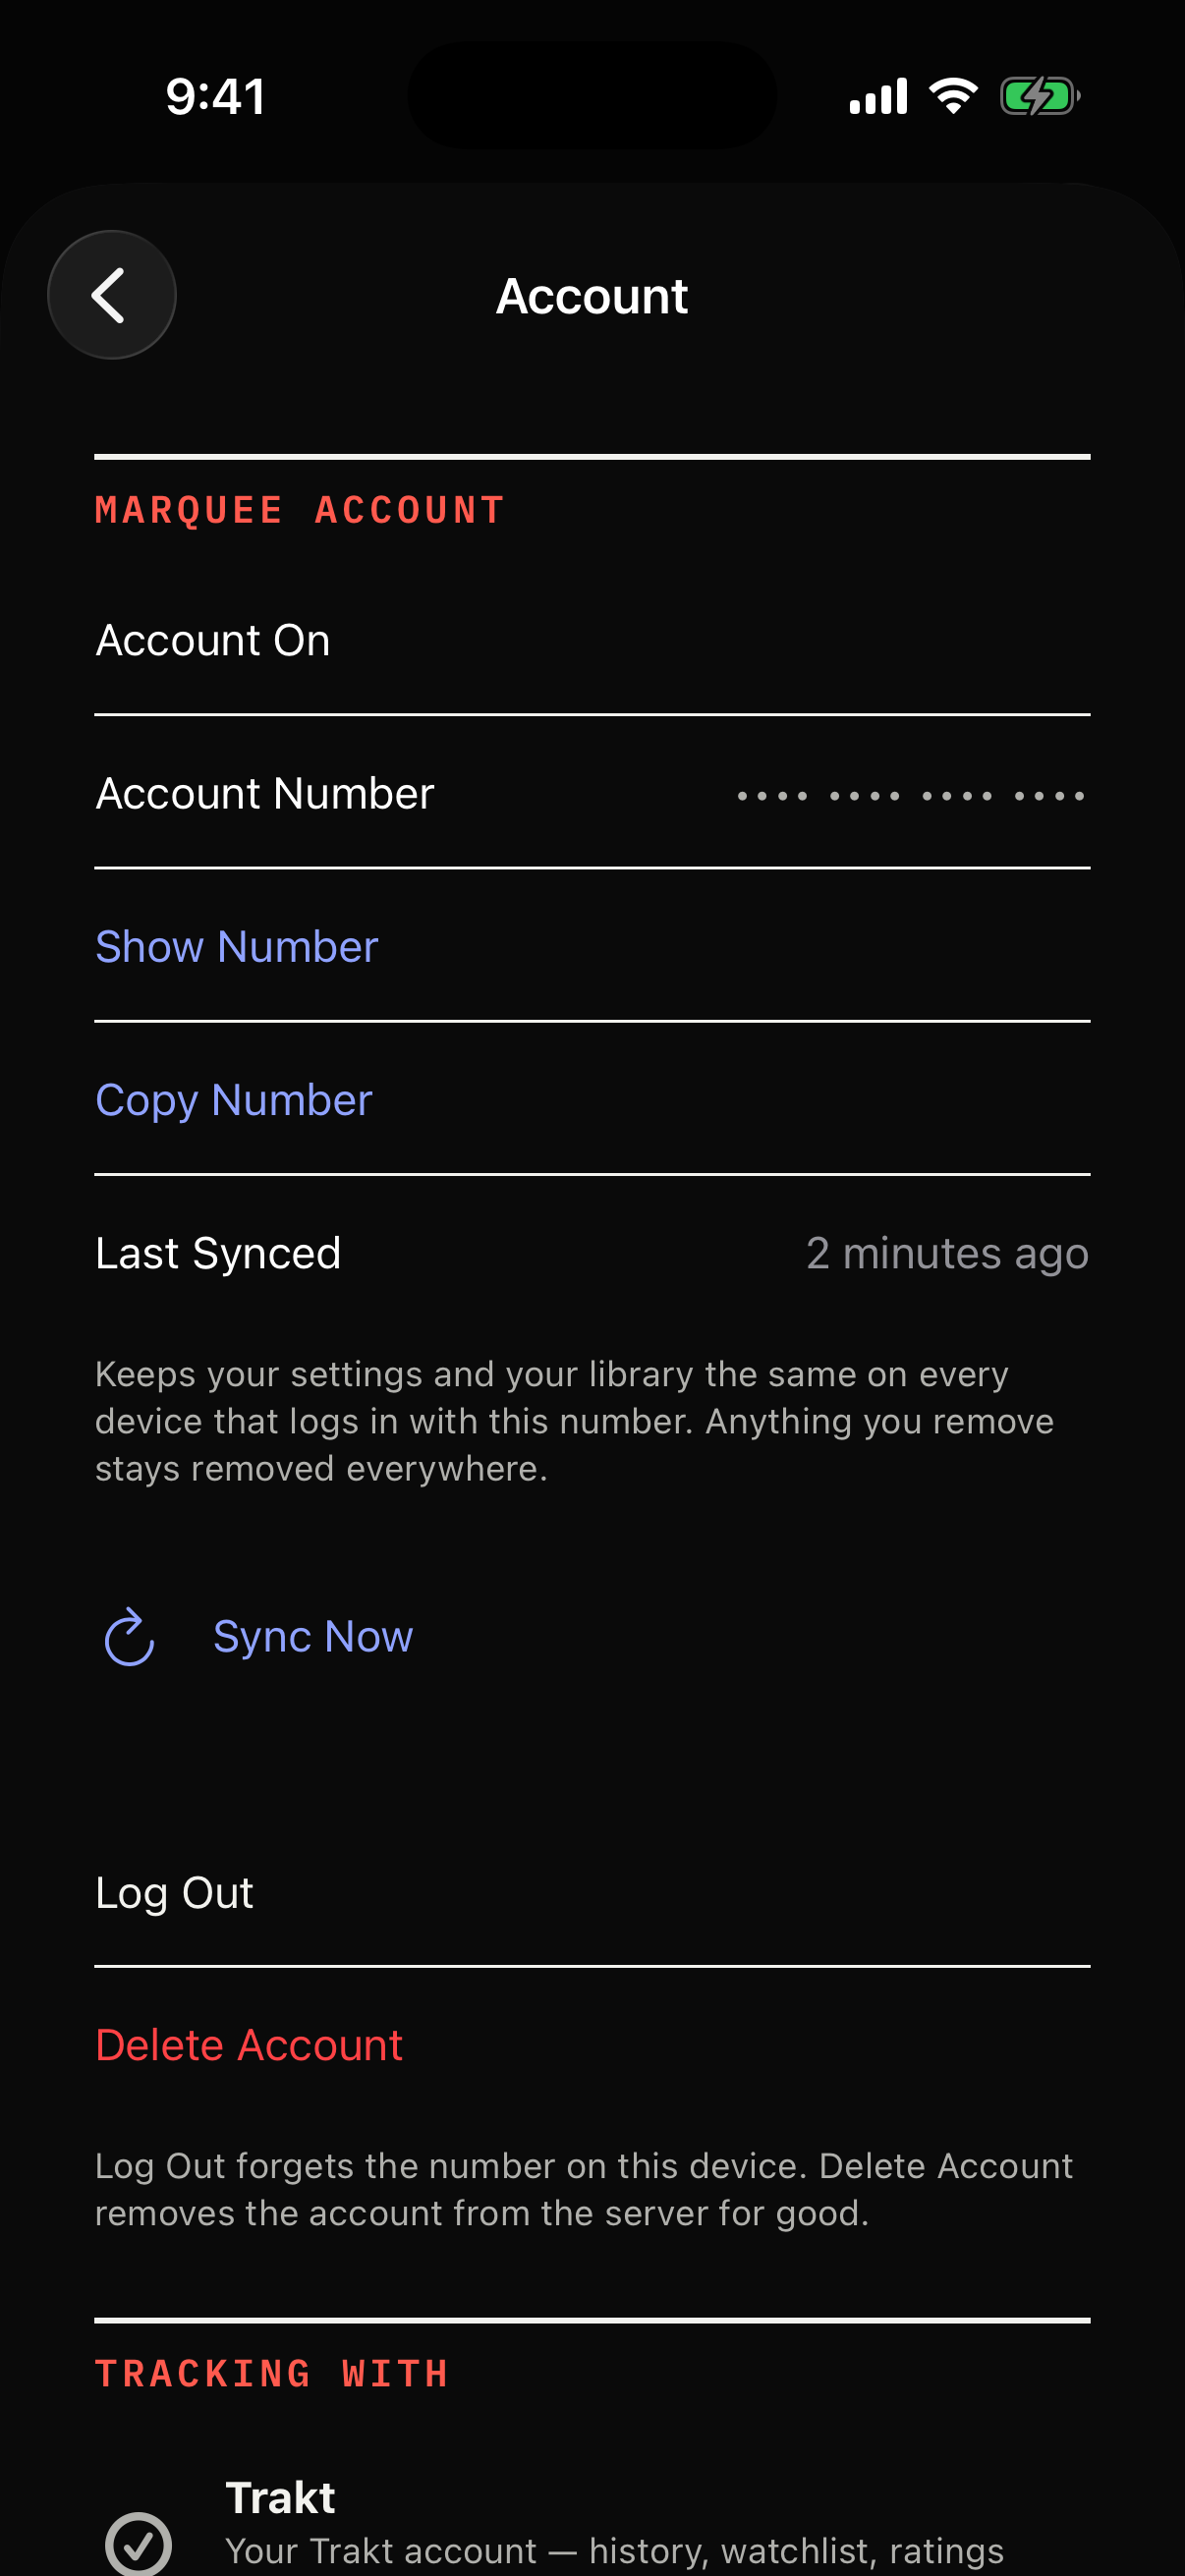 9:41
Account
MARQUEE ACCOUNT
Account On
Account Number •••• •••• •••• ••••
Show Number
Copy Number
Last Synced 2 minutes ago
Keeps your settings and your library the same on every
device that logs in with this number. Anything you remove
stays removed everywhere.
Sync Now
Log Out
Delete Account
Log Out forgets the number on this device. Delete Account
removes the account from the server for good.
TRACKING WITH
Trakt
Your Trakt account — history, watchlist, ratings